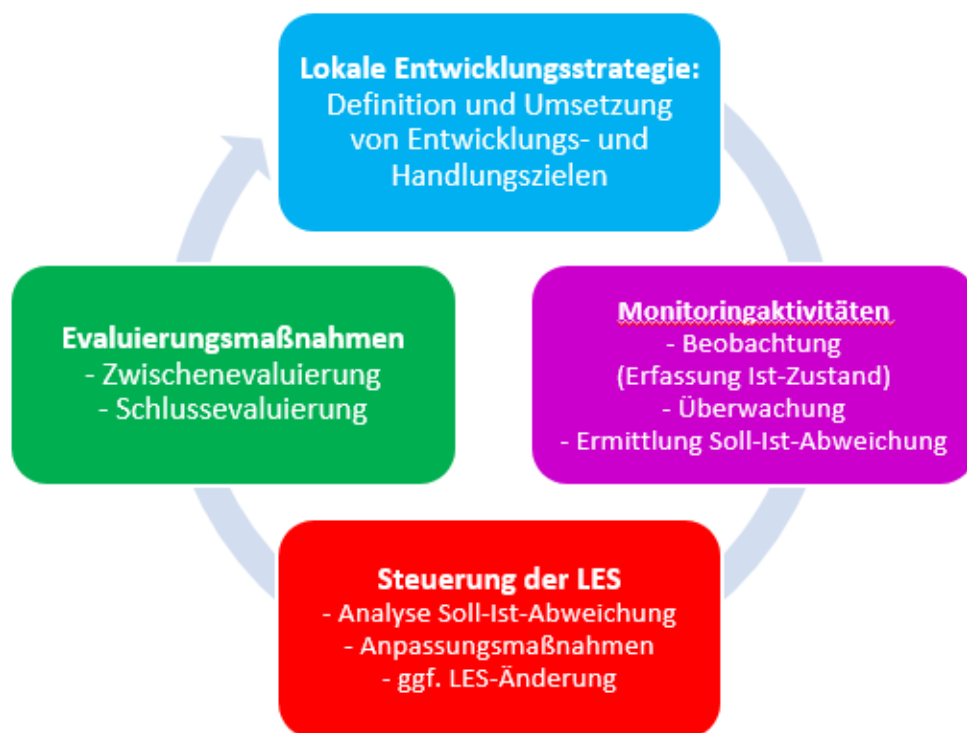 Lokale Entwicklungsstrategie:
Definition und Umsetzung
von Entwicklungs- und
Handlungszielen
Monitoringaktivitäten
- Beobachtung
(Erfassung Ist-Zustand)
- Überwachung
- Ermittlung Soll-Ist-Abweichung
Steuerung der LES
- Analyse Soll-Ist-Abweichung
- Anpassungsmaßnahmen
- ggf. LES-Änderung
Evaluierungsmaßnahmen
- Zwischenevaluierung
- Schlussevaluierung